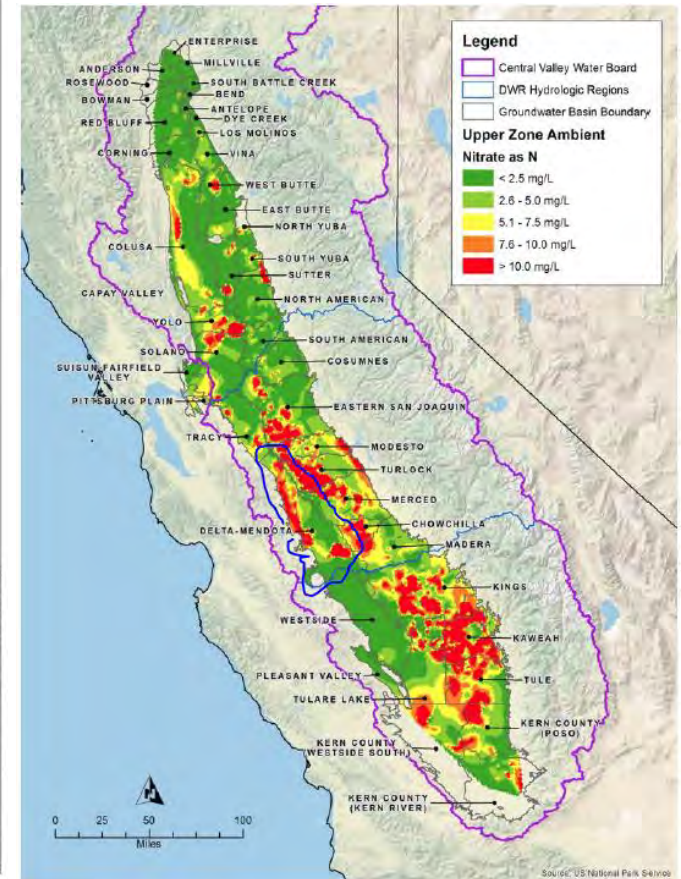 Legend
Central Valley Water Board
DWR Hydrologic Regions
Groundwater Basin Boundary
Upper Zone Ambient
Nitrate as N
< 2.5 mg/L
2.6 - 5.0 mg/L
5.1 - 7.5 mg/L
7.6 - 10.0 mg/L
> 10.0 mg/L
ENTERPRISE
ANDERSON
MILLVILLE
ROSEWOOD
SOUTH BATTLE CREEK
BOWMAN
BEND
ANTELOPE
RED BLUFF
DYE CREEK
LOS MOLINOS
CORNING
VINA
WEST BUTTE
EAST BUTTE
NORTH YUBA
COLUSA
SOUTH YUBA
SUTTER
CAPAY VALLEY
NORTH AMERICAN
YOLO
SOUTH AMERICAN
SOLANO
COSUMNES
SUISUN-FAIRFIELD
VALLEY
PITTSBURG PLAIN
EASTERN SAN JOAQUIN
TRACY
MODESTO
TURLOCK
MERCED
DELTA-MENDOTA
CHOWCHILLA
MADERA
KINGS
WESTSIDE
KAWEAH
PLEASANT VALLEY
TULE
TULARE LAKE
KERN COUNTY
(POSO)
KERN COUNTY
(WESTSIDE SOUTH)
KERN COUNTY
(KERN RIVER)
N
0 25 50 100
Miles
Source: US National Park Service